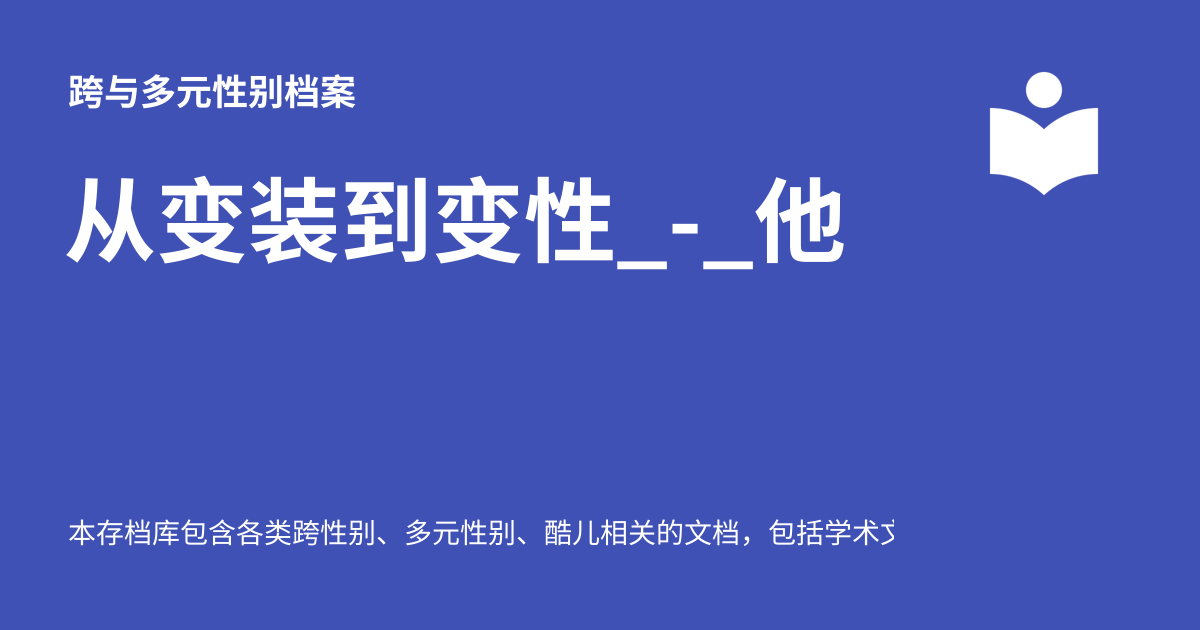 跨与多元性别档案
从变装到变性_-_他
本存档库包含各类跨性别、多元性别、酷儿相关的文档，包括学术